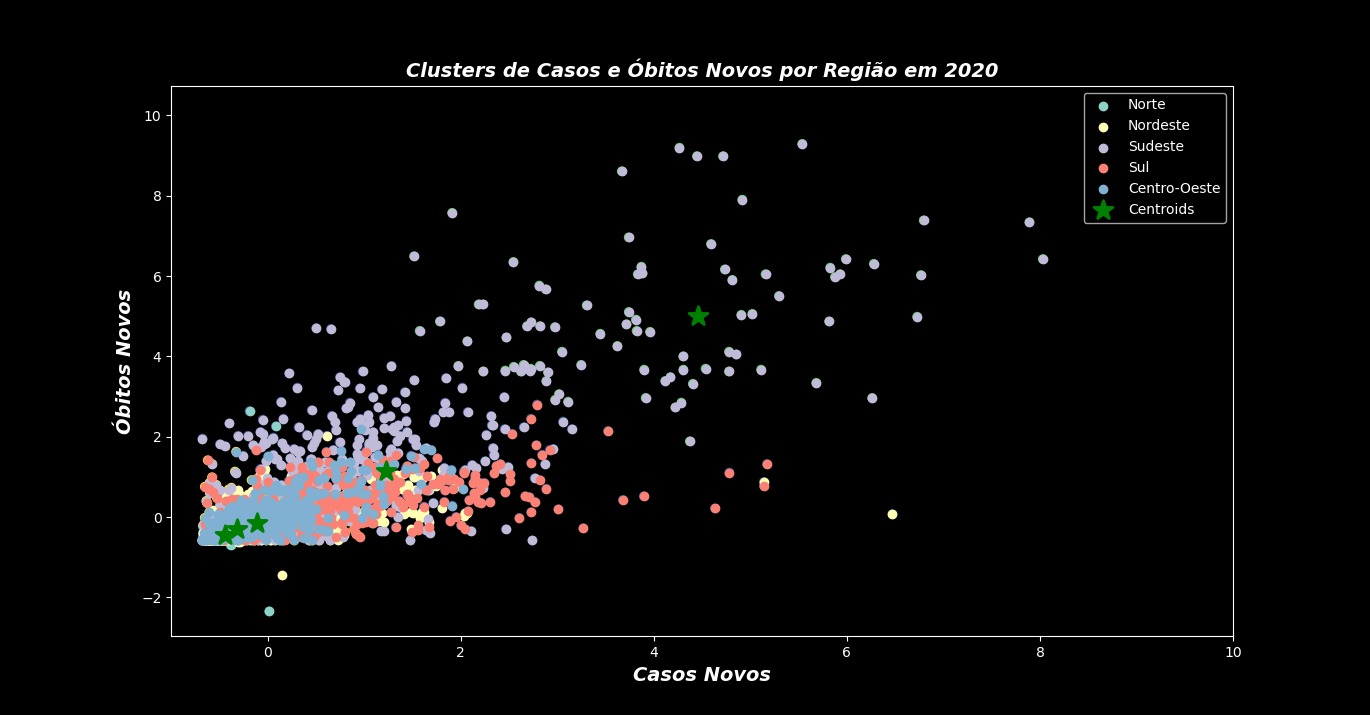 Clusters de Casos e Óbitos Novos por Região em 2020
10
8
6
4
2
0
−2
Óbitos Novos
0 2 4 6 8 10
Casos Novos
Norte
Nordeste
Sudeste
Sul
Centro-Oeste
Centroids